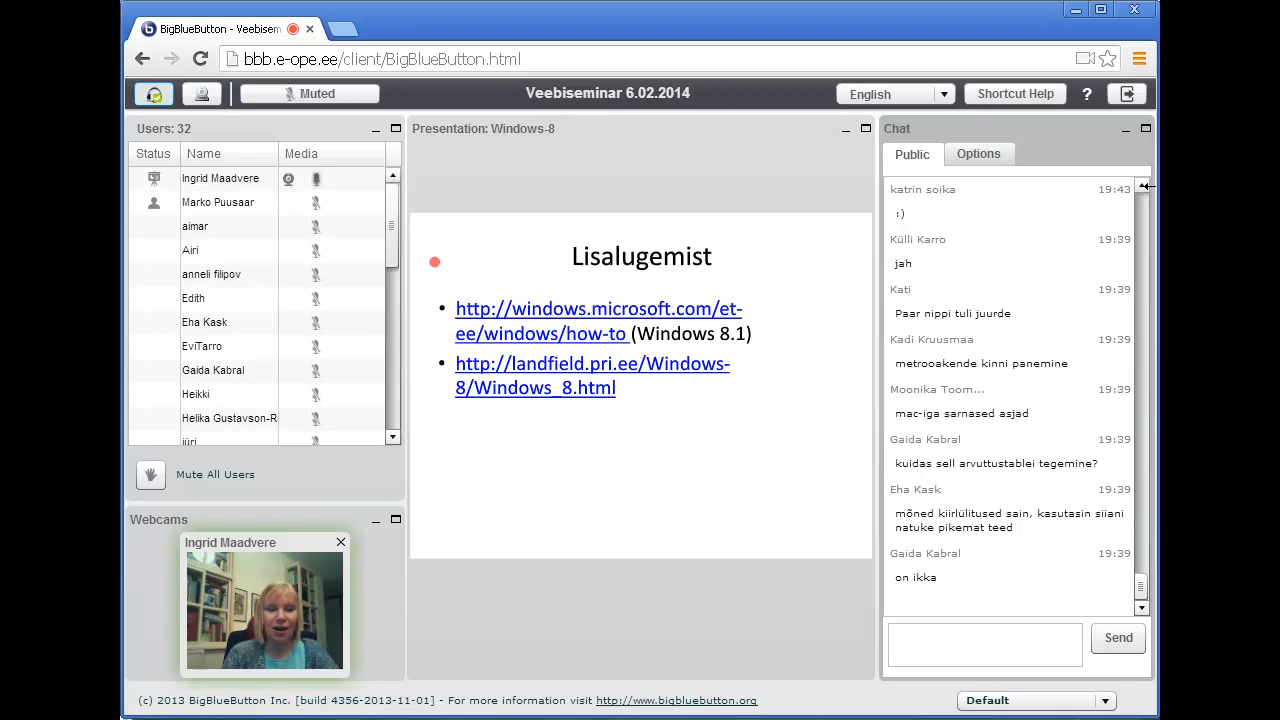 BigBlueButton - Veebisem
bbb.e-ope.ee/client/BigBlueButton.html
Muted
Veebiseminar 6.02.2014
English
Shortcut Help
?
Users: 32
Status Name Media
Ingrid Maadvere
Marko Puusaar
aimar
Airi
anneli filipov
Edith
Eha Kask
EviTarro
Gaida Kabral
Heikki
Helika Gustavson-R
jüri
Mute All Users
Webcams
Ingrid Maadvere
Presentation: Windows-8
Lisalugemist
• http://windows.microsoft.com/et-
ee/windows/how-to (Windows 8.1)
• http://landfield.pri.ee/Windows-
8/Windows_8.html
Chat
Public Options
katrin soika 19:43
:)
Külli Karro 19:39
jah
Kati 19:39
Paar nippi tuli juurde
Kadi Kruusmaa 19:39
metrooakende kinni panemine
Moonika Toom... 19:39
mac-iga sarnased asjad
Gaida Kabral 19:39
kuidas sell arvuttustablei tegemine?
Eha Kask 19:39
mõned kiirlülitused sain, kasutasin siiani
natuke pikemat teed
Gaida Kabral 19:39
on ikka
Send
(c) 2013 BigBlueButton Inc. [build 4356-2013-11-01] - For more information visit http://www.bigbluebutton.org
Default